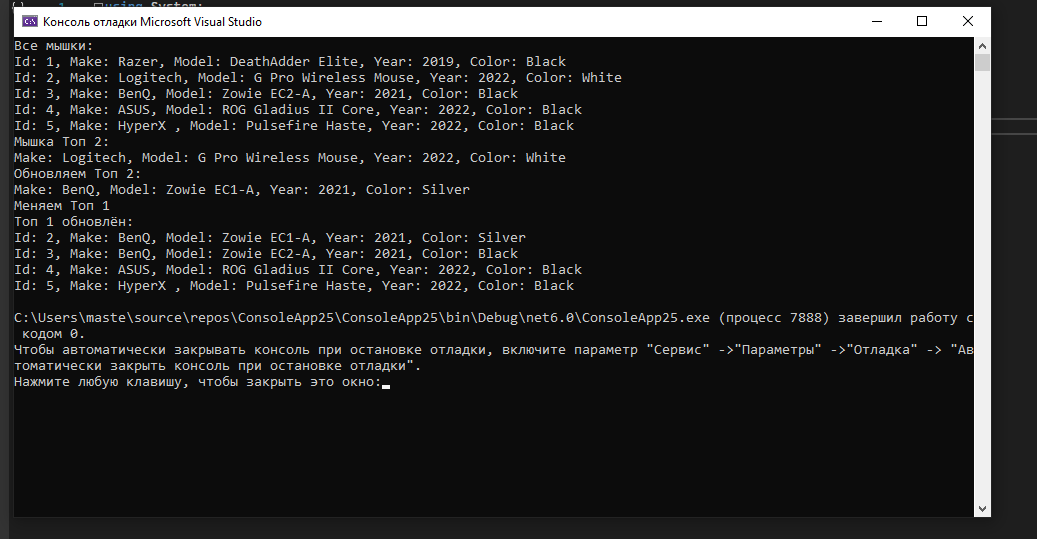 1 using System;
Консоль отладки Microsoft Visual Studio
Все мышки:
Id: 1, Make: Razer, Model: DeathAdder Elite, Year: 2019, Color: Black
Id: 2, Make: Logitech, Model: G Pro Wireless Mouse, Year: 2022, Color: White
Id: 3, Make: BenQ, Model: Zowie EC2-A, Year: 2021, Color: Black
Id: 4, Make: ASUS, Model: ROG Gladius II Core, Year: 2022, Color: Black
Id: 5, Make: HyperX , Model: Pulsefire Haste, Year: 2022, Color: Black
Мышка Топ 2:
Make: Logitech, Model: G Pro Wireless Mouse, Year: 2022, Color: White
Обновляем Топ 2:
Make: BenQ, Model: Zowie EC1-A, Year: 2021, Color: Silver
Меняем Топ 1
Топ 1 обновлён:
Id: 2, Make: BenQ, Model: Zowie EC1-A, Year: 2021, Color: Silver
Id: 3, Make: BenQ, Model: Zowie EC2-A, Year: 2021, Color: Black
Id: 4, Make: ASUS, Model: ROG Gladius II Core, Year: 2022, Color: Black
Id: 5, Make: HyperX , Model: Pulsefire Haste, Year: 2022, Color: Black
C:\Users\maste\source\repos\ConsoleApp25\ConsoleApp25\bin\Debug\net6.0\ConsoleApp25.exe (процесс 7888) завершил работу с
кодом 0.
Чтобы автоматически закрывать консоль при остановке отладки, включите параметр "Сервис" ->"Параметры" ->"Отладка" -> "Ав
томатически закрыть консоль при остановке отладки".
Нажмите любую клавишу, чтобы закрыть это окно: